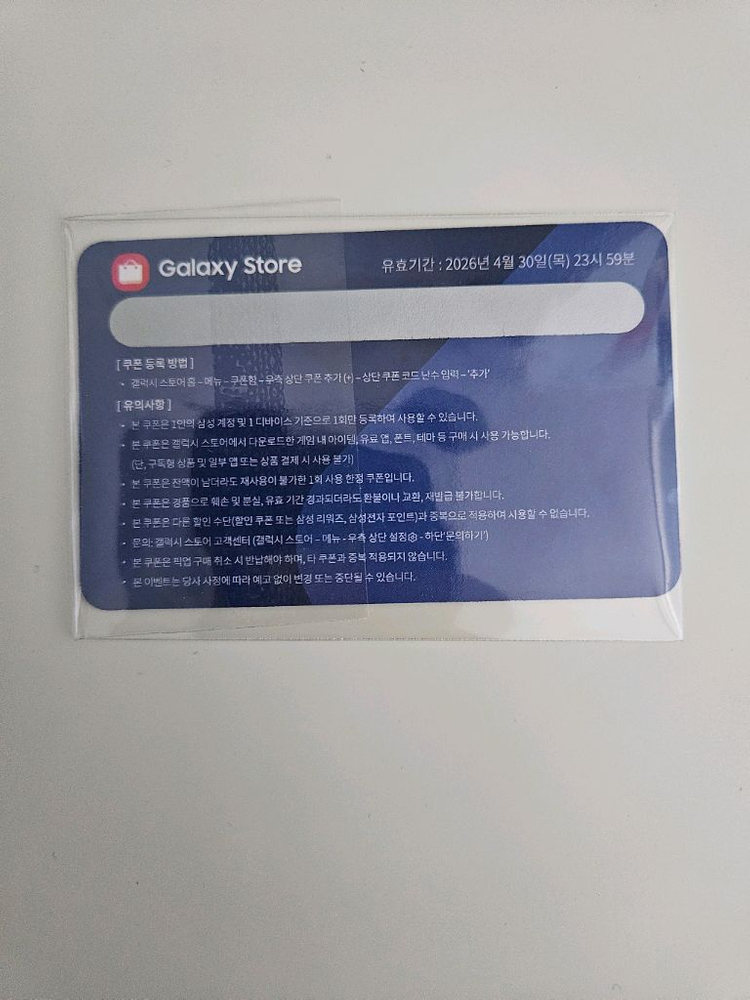 Galaxy Store
유효기간 : 2026년 4월 30일(목) 23시 59분
[ 쿠폰 등록 방법 ]
• 갤럭시 스토어 홈 – 메뉴 – 쿠폰함 – 우측 상단 쿠폰 추가 (+) – 상단 쿠폰 코드 난수 입력 – '추가'
[ 유의사항 ]
• 본 쿠폰은 1인의 삼성 계정 및 1 디바이스 기준으로 1회만 등록하여 사용할 수 있습니다.
• 본 쿠폰은 갤럭시 스토어에서 다운로드한 게임 내 아이템, 유료 앱, 폰트, 테마 등 구매 시 사용 가능합니다.
(단, 구독형 상품 및 일부 앱 또는 상품 결제 시 사용 불가)
• 본 쿠폰은 잔액이 남더라도 재사용이 불가한 1회 사용 한정 쿠폰입니다.
• 본 쿠폰은 경품으로 훼손 및 분실, 유효 기간 경과되더라도 환불이나 교환, 재발급 불가합니다.
• 본 쿠폰은 다른 할인 수단(할인 쿠폰 또는 삼성 리워즈, 삼성전자 포인트)과 중복으로 적용하여 사용할 수 없습니다.
• 문의: 갤럭시 스토어 고객센터 (갤럭시 스토어 – 메뉴 – 우측 상단 설정⚙ - 하단'문의하기')
• 본 쿠폰은 픽업 구매 취소 시 반납해야 하며, 타 쿠폰과 중복 적용되지 않습니다.
• 본 이벤트는 당사 사정에 따라 예고 없이 변경 또는 중단될 수 있습니다.